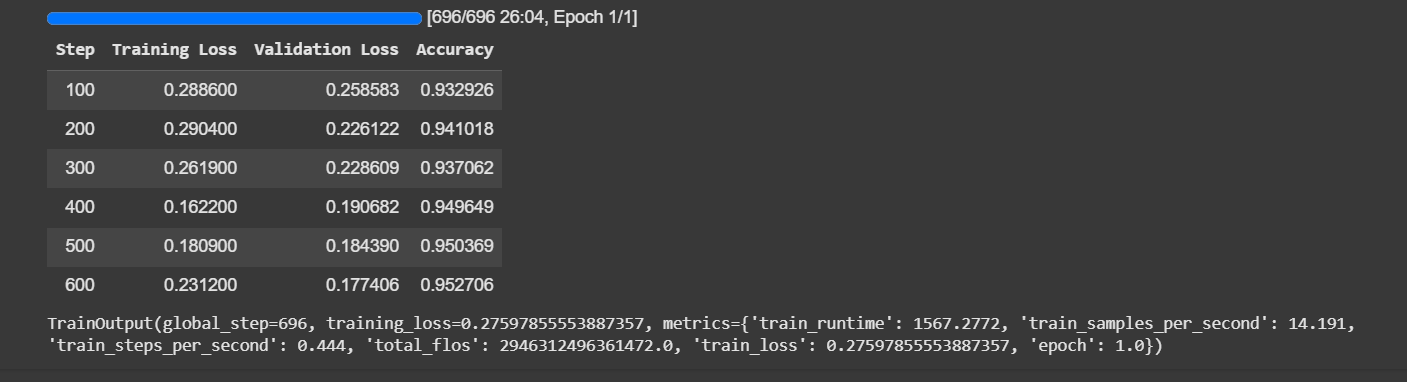 [696/696 26:04, Epoch 1/1]
Step Training Loss Validation Loss Accuracy
100 0.288600 0.258583 0.932926
200 0.290400 0.226122 0.941018
300 0.261900 0.228609 0.937062
400 0.162200 0.190682 0.949649
500 0.180900 0.184390 0.950369
600 0.231200 0.177406 0.952706
TrainOutput(global_step=696, training_loss=0.27597855553887357, metrics={'train_runtime': 1567.2772, 'train_samples_per_second': 14.191,
'train_steps_per_second': 0.444, 'total_flos': 2946312496361472.0, 'train_loss': 0.27597855553887357, 'epoch': 1.0})